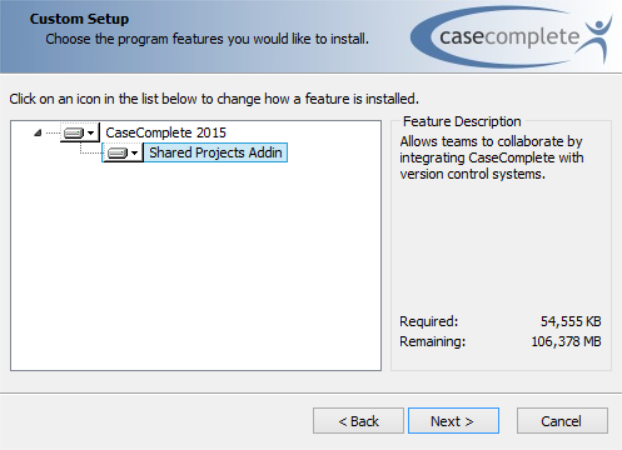 Custom Setup
Choose the program features you would like to install.
casecomplete
Click on an icon in the list below to change how a feature is installed.
CaseComplete 2015
Shared Projects Addin
Feature Description
Allows teams to collaborate by
integrating CaseComplete with
version control systems.
Required: 54,555 KB
Remaining: 106,378 MB
< Back Next > Cancel